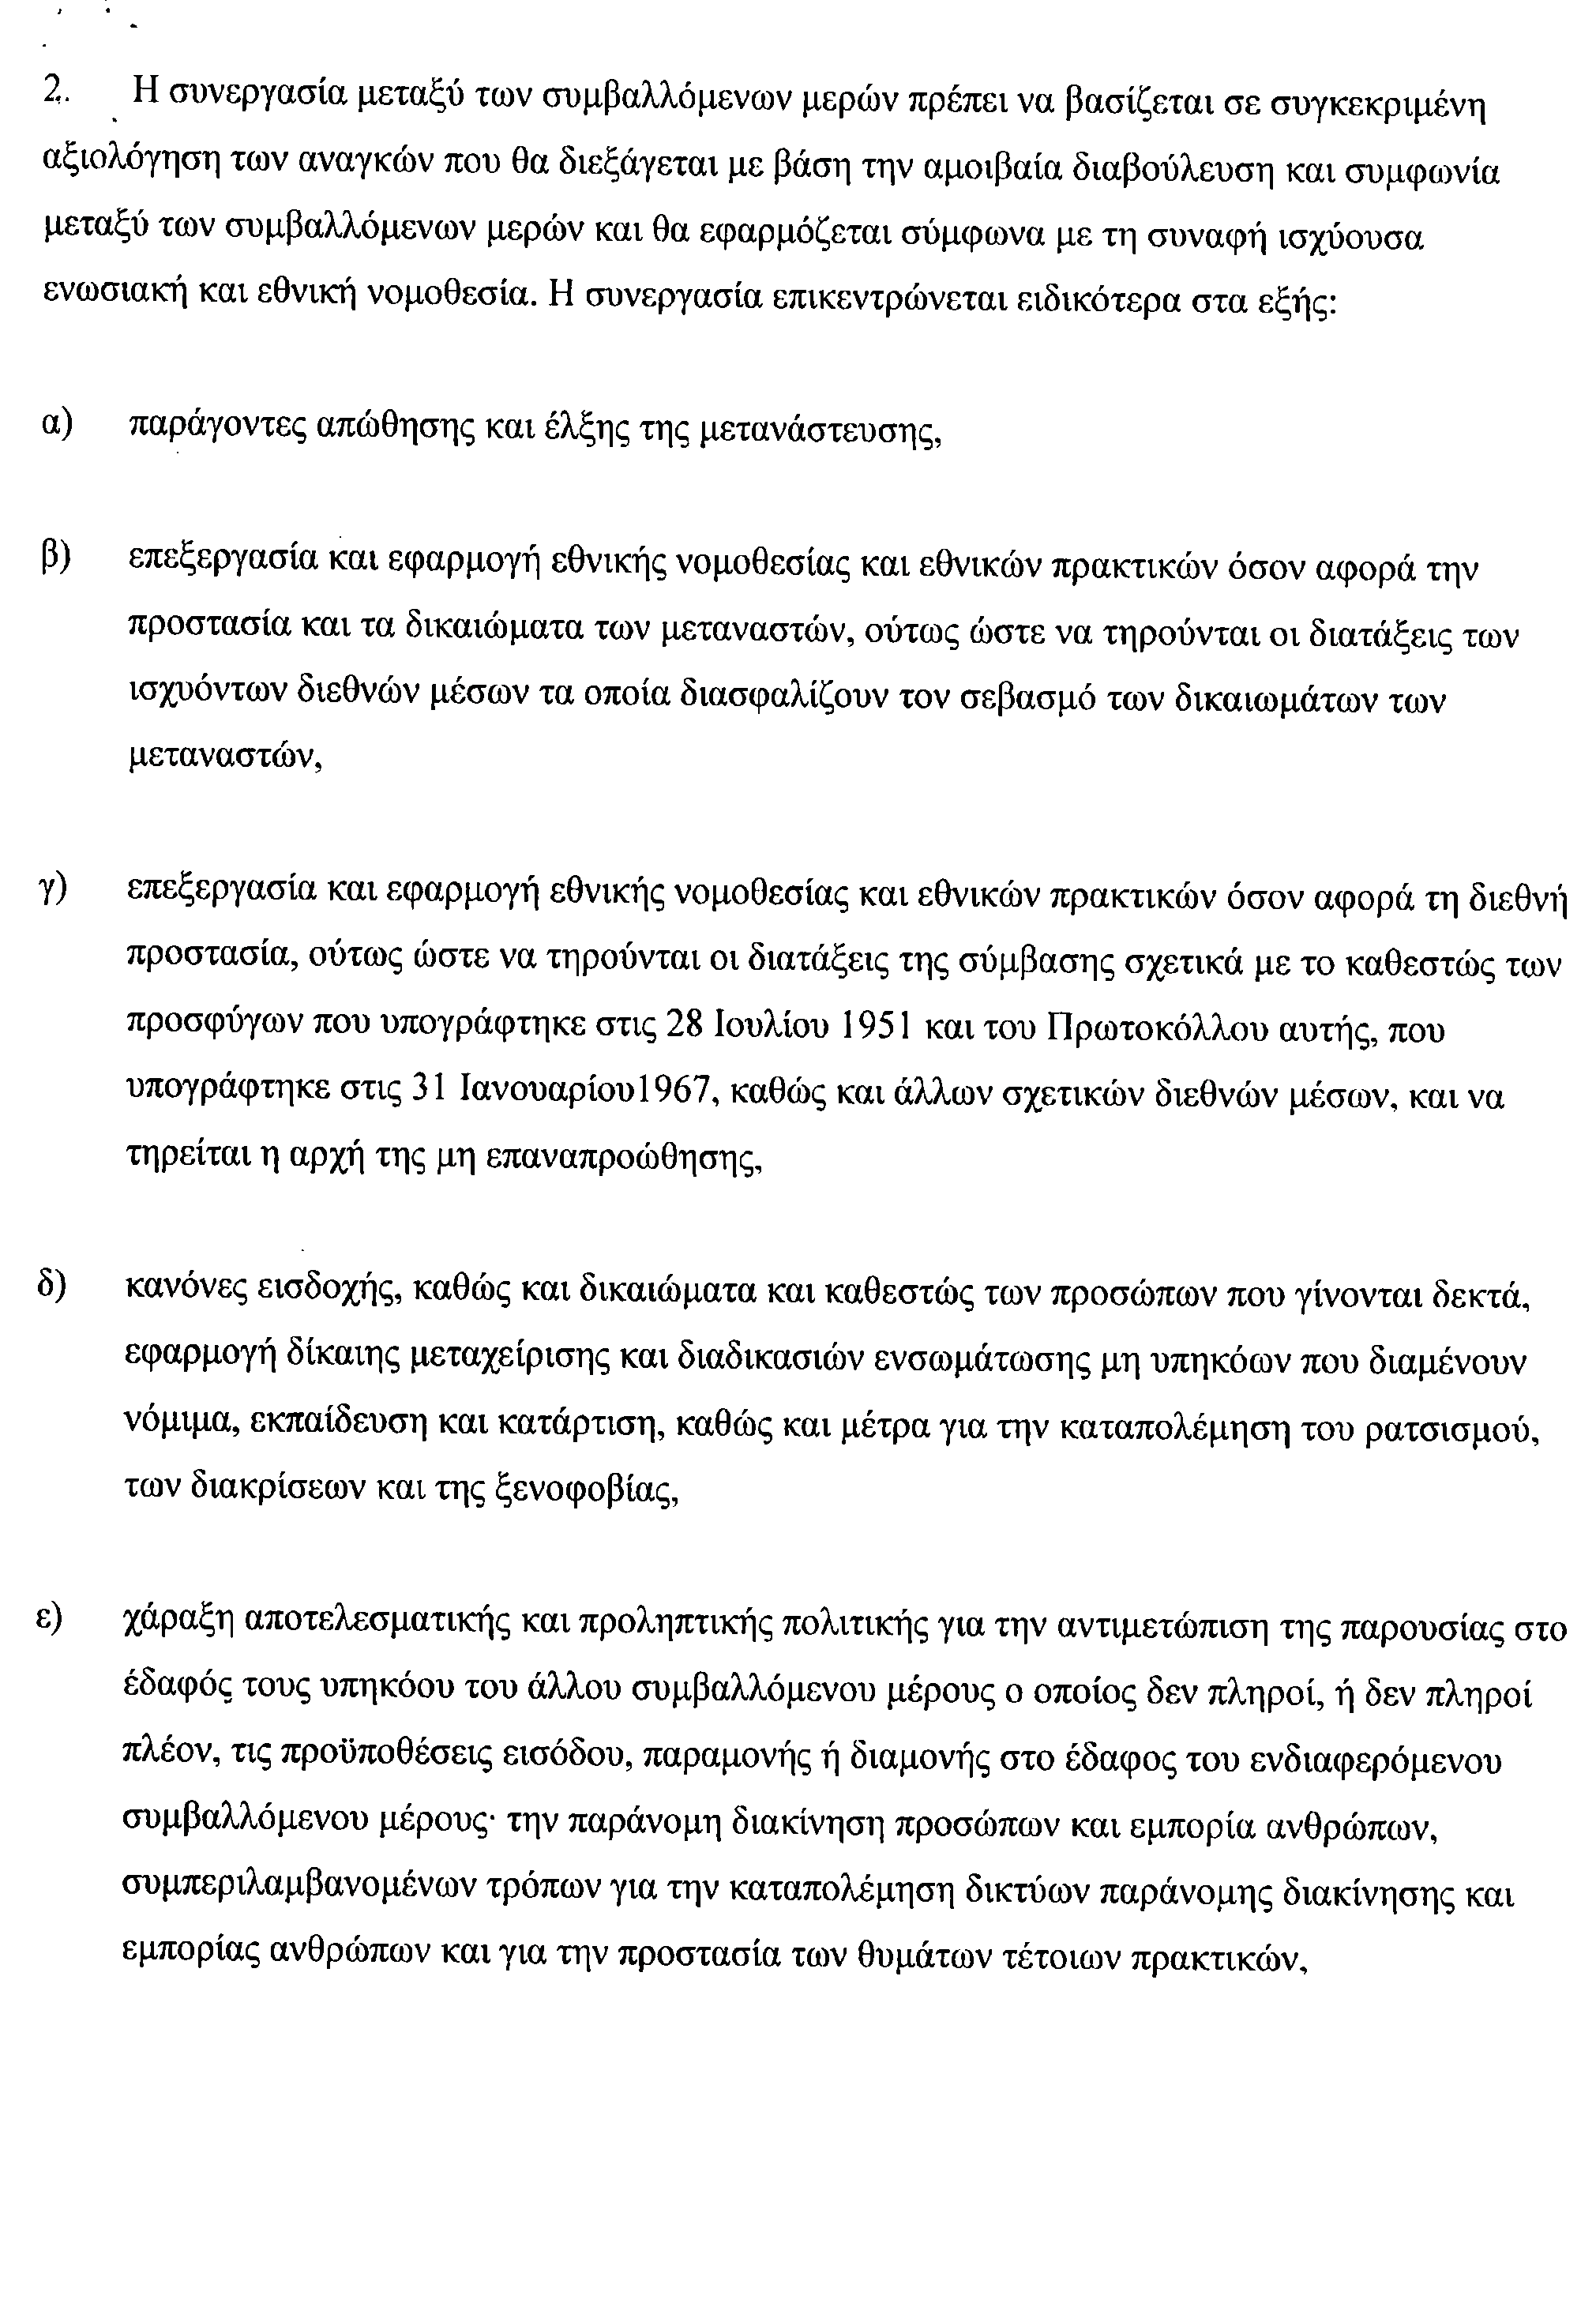 2. Η συνεργασία μεταξύ των συμβαλλόμενων μερών πρέπει να βασίζεται σε συγκεκριμένη
αξιολόγηση των αναγκών που θα διεξάγεται με βάση την αμοιβαία διαβούλευση και συμφωνία
μεταξύ των συμβαλλόμενων μερών και θα εφαρμόζεται σύμφωνα με τη συναφή ισχύουσα
ενωσιακή και εθνική νομοθεσία. Η συνεργασία επικεντρώνεται ειδικότερα στα εξής:
α) παράγοντες απώθησης και έλξης της μετανάστευσης,
β) επεξεργασία και εφαρμογή εθνικής νομοθεσίας και εθνικών πρακτικών όσον αφορά την
προστασία και τα δικαιώματα των μεταναστών, ούτως ώστε να τηρούνται οι διατάξεις των
ισχυόντων διεθνών μέσων τα οποία διασφαλίζουν τον σεβασμό των δικαιωμάτων των
μεταναστών,
γ) επεξεργασία και εφαρμογή εθνικής νομοθεσίας και εθνικών πρακτικών όσον αφορά τη διεθνή
προστασία, ούτως ώστε να τηρούνται οι διατάξεις της σύμβασης σχετικά με το καθεστώς των
προσφύγων που υπογράφτηκε στις 28 Ιουλίου 1951 και του Πρωτοκόλλου αυτής, που
υπογράφτηκε στις 31 Ιανουαρίου1967, καθώς και άλλων σχετικών διεθνών μέσων, και να
τηρείται η αρχή της μη επαναπροώθησης,
δ) κανόνες εισδοχής, καθώς και δικαιώματα και καθεστώς των προσώπων που γίνονται δεκτά,
εφαρμογή δίκαιης μεταχείρισης και διαδικασιών ενσωμάτωσης μη υπηκόων που διαμένουν
νόμιμα, εκπαίδευση και κατάρτιση, καθώς και μέτρα για την καταπολέμηση του ρατσισμού,
των διακρίσεων και της ξενοφοβίας,
ε) χάραξη αποτελεσματικής και προληπτικής πολιτικής για την αντιμετώπιση της παρουσίας στο
έδαφός τους υπηκόου του άλλου συμβαλλόμενου μέρους ο οποίος δεν πληροί, ή δεν πληροί
πλέον, τις προϋποθέσεις εισόδου, παραμονής ή διαμονής στο έδαφος του ενδιαφερόμενου
συμβαλλόμενου μέρους· την παράνομη διακίνηση προσώπων και εμπορία ανθρώπων,
συμπεριλαμβανομένων τρόπων για την καταπολέμηση δικτύων παράνομης διακίνησης και
εμπορίας ανθρώπων και για την προστασία των θυμάτων τέτοιων πρακτικών,